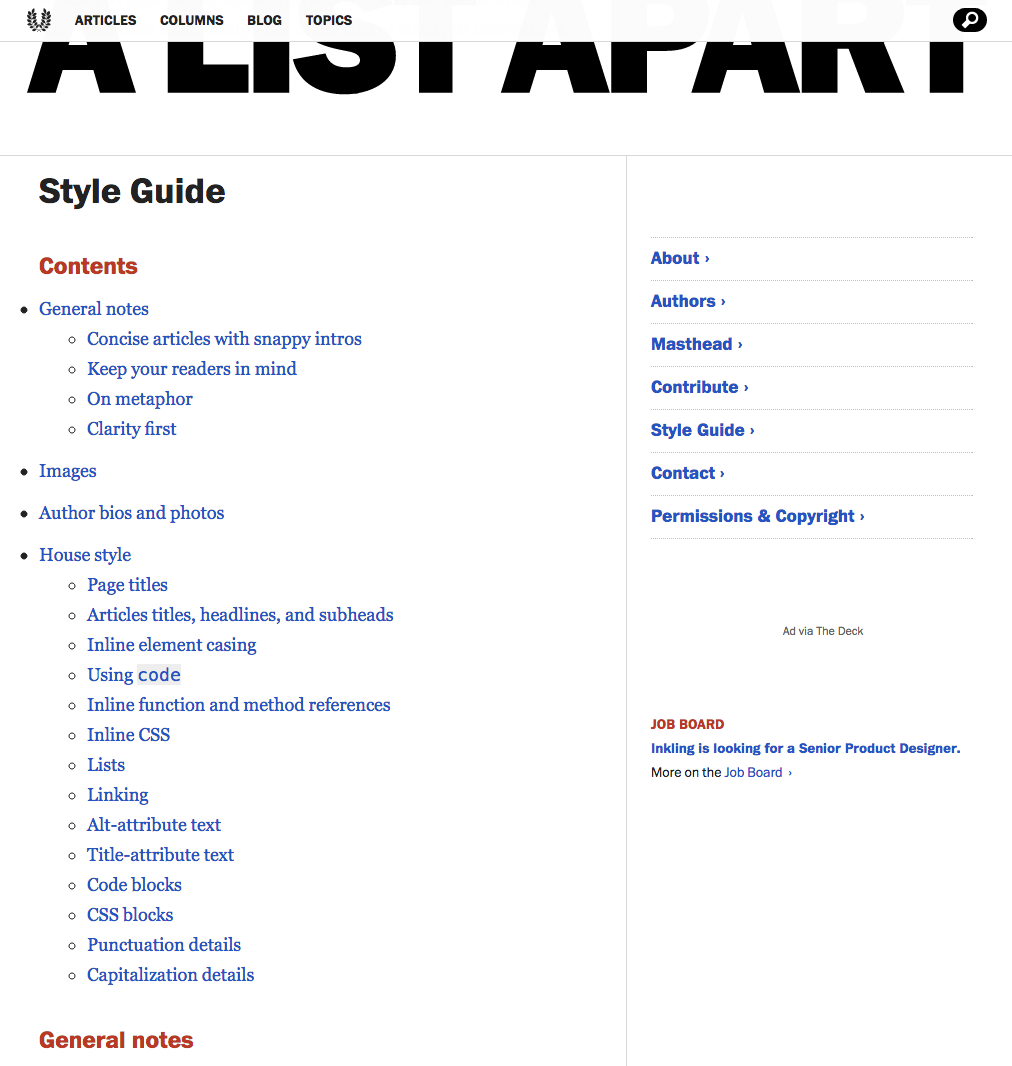 ARTICLES COLUMNS BLOG TOPICS
A LIST APART
Style Guide
Contents
General notes
Concise articles with snappy intros
Keep your readers in mind
On metaphor
Clarity first
Images
Author bios and photos
House style
Page titles
Articles titles, headlines, and subheads
Inline element casing
Using code
Inline function and method references
Inline CSS
Lists
Linking
Alt-attribute text
Title-attribute text
Code blocks
CSS blocks
Punctuation details
Capitalization details
General notes
About ›
Authors ›
Masthead ›
Contribute ›
Style Guide ›
Contact ›
Permissions & Copyright ›
Ad via The Deck
JOB BOARD
Inkling is looking for a Senior Product Designer.
More on the Job Board ›